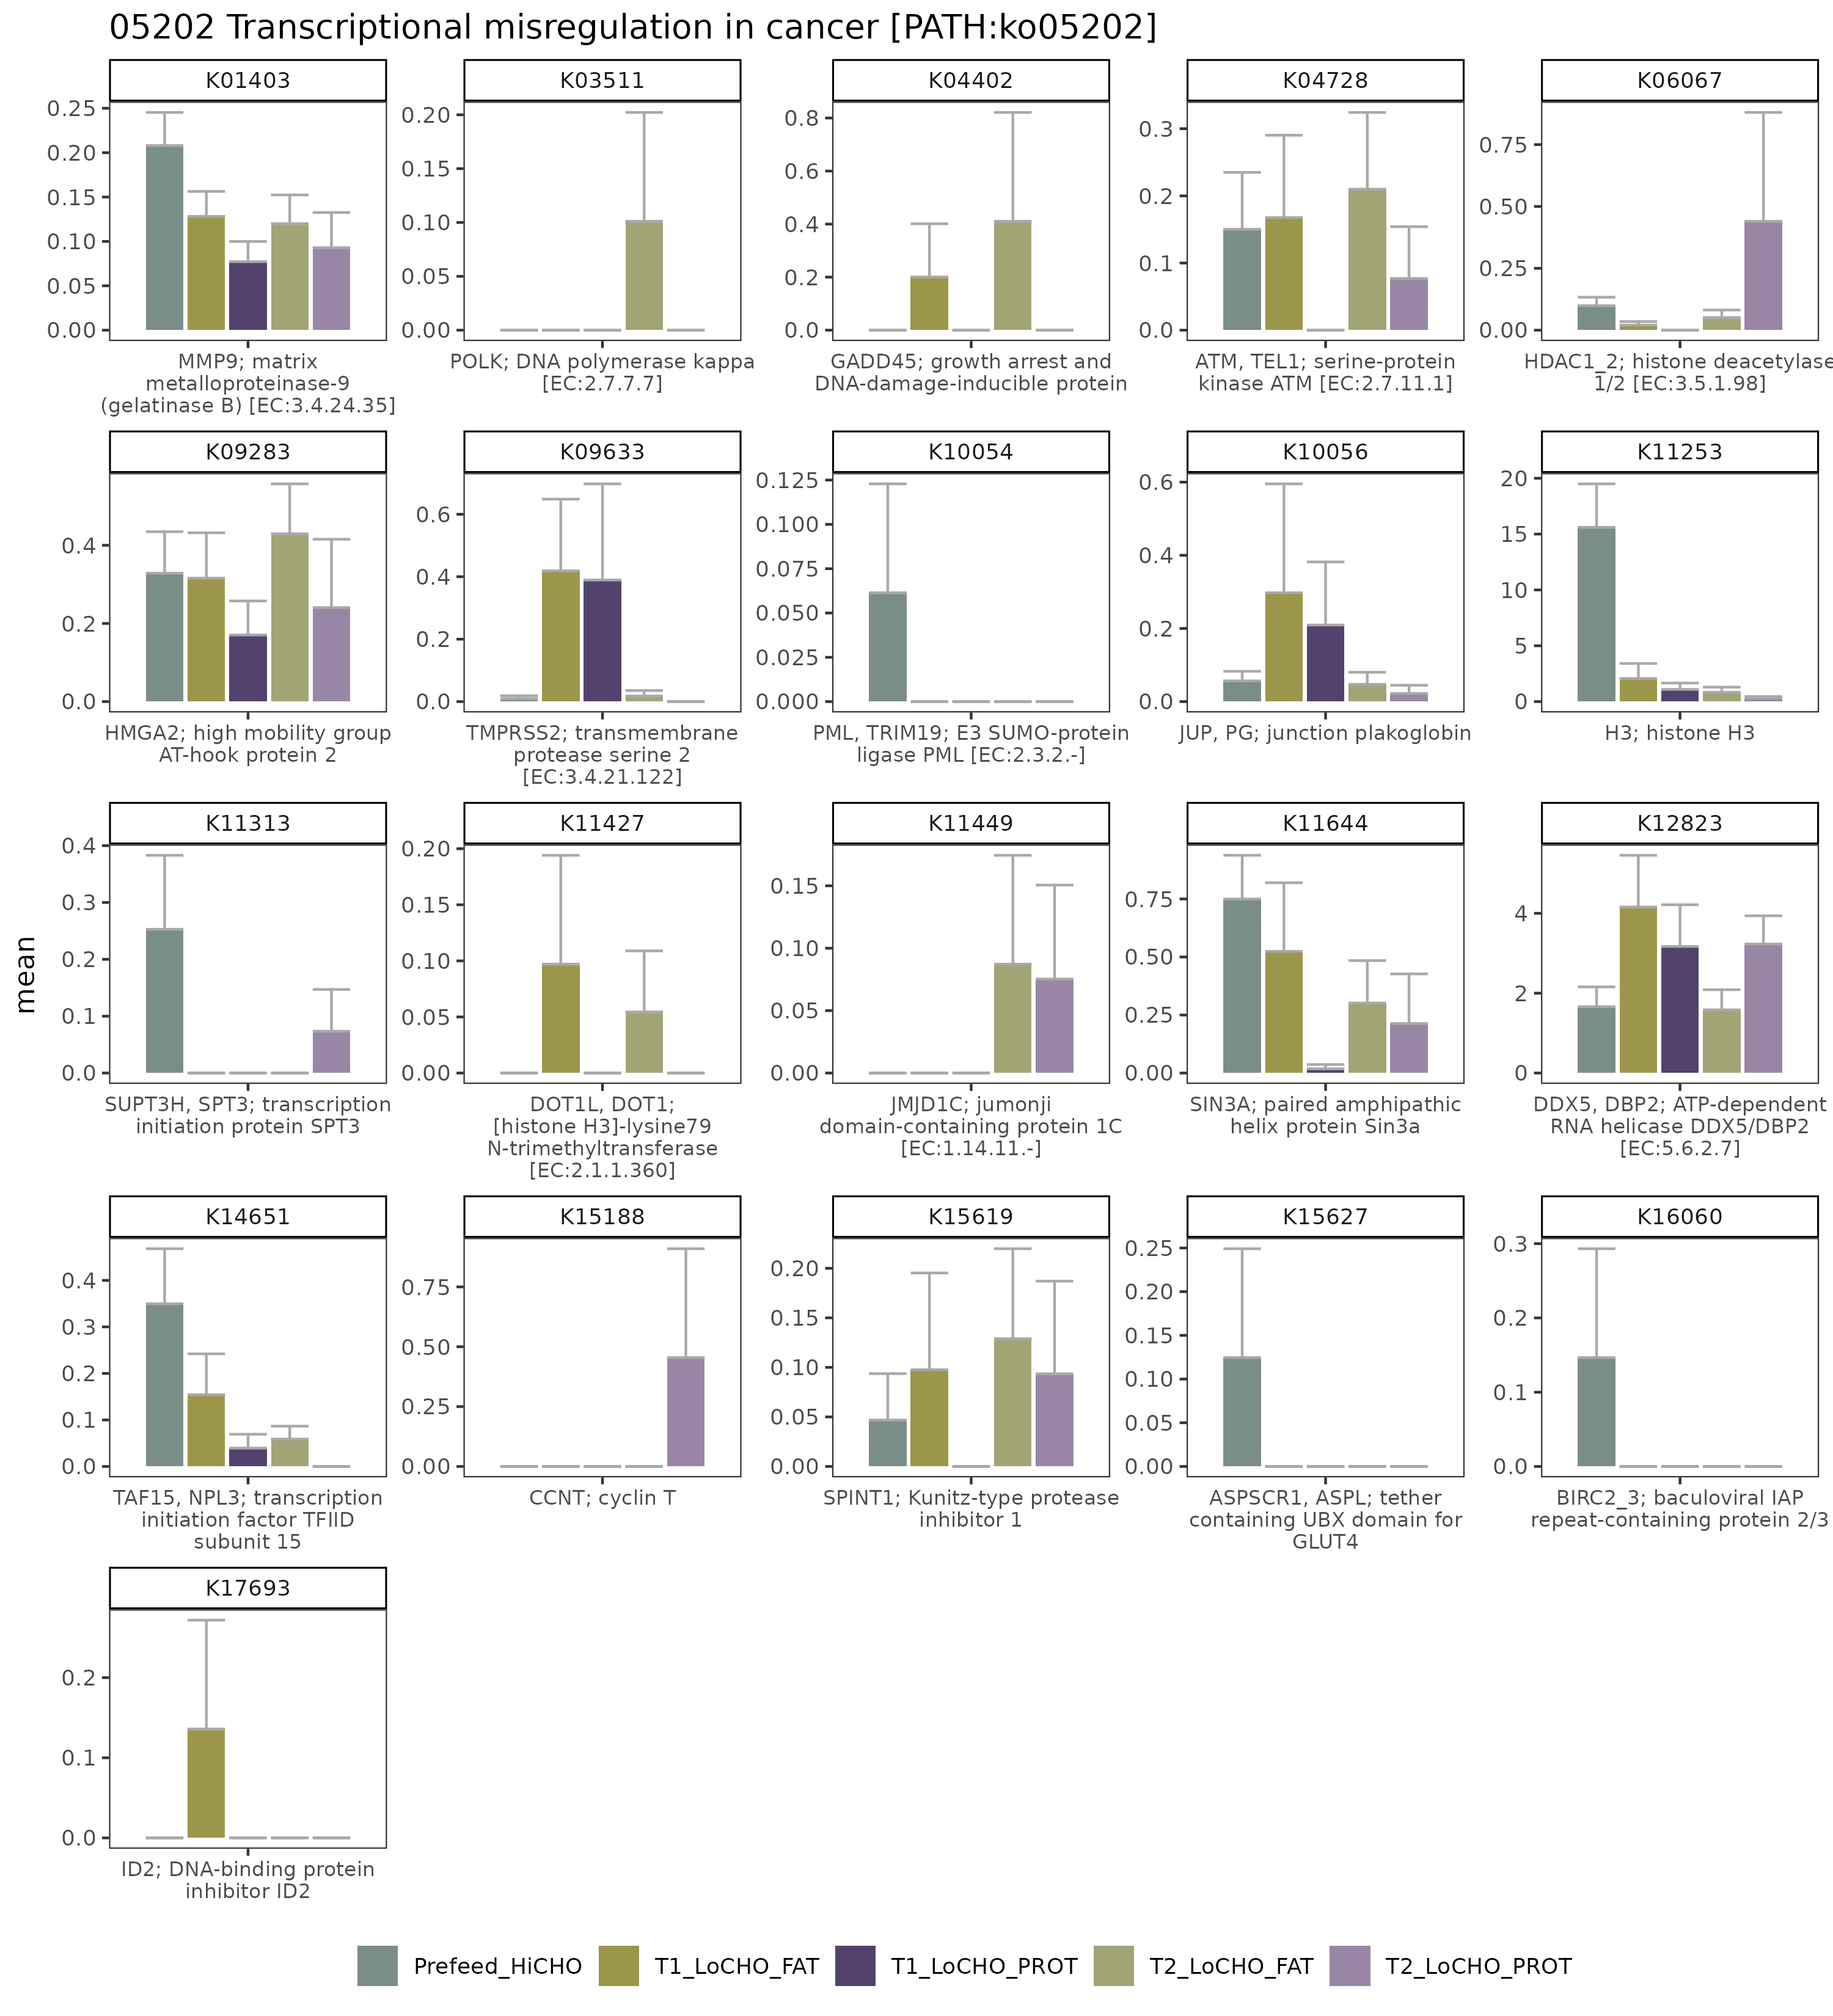 05202 Transcriptional misregulation in cancer [PATH:ko05202]
K01403 K03511 K04402 K04728 K06067
0.25
0.20
0.15
0.10
0.05
0.00
0.20
0.15
0.10
0.05
0.00
0.8
0.6
0.4
0.2
0.0
0.3
0.2
0.1
0.0
0.75
0.50
0.25
0.00
MMP9; matrix
metalloproteinase-9
(gelatinase B) [EC:3.4.24.35]
POLK; DNA polymerase kappa
[EC:2.7.7.7]
GADD45; growth arrest and
DNA-damage-inducible protein
ATM, TEL1; serine-protein
kinase ATM [EC:2.7.11.1]
HDAC1_2; histone deacetylase
1/2 [EC:3.5.1.98]
K09283 K09633 K10054 K10056 K11253
0.4
0.2
0.0
0.6
0.4
0.2
0.0
0.125
0.100
0.075
0.050
0.025
0.000
0.6
0.4
0.2
0.0
20
15
10
5
0
HMGA2; high mobility group
AT-hook protein 2
TMPRSS2; transmembrane
protease serine 2
[EC:3.4.21.122]
PML, TRIM19; E3 SUMO-protein
ligase PML [EC:2.3.2.-]
JUP, PG; junction plakoglobin
H3; histone H3
K11313 K11427 K11449 K11644 K12823
0.4
0.3
0.2
0.1
0.0
0.20
0.15
0.10
0.05
0.00
0.15
0.10
0.05
0.00
0.75
0.50
0.25
0.00
4
2
0
SUPT3H, SPT3; transcription
initiation protein SPT3
DOT1L, DOT1;
[histone H3]-lysine79
N-trimethyltransferase
[EC:2.1.1.360]
JMJD1C; jumonji
domain-containing protein 1C
[EC:1.14.11.-]
SIN3A; paired amphipathic
helix protein Sin3a
DDX5, DBP2; ATP-dependent
RNA helicase DDX5/DBP2
[EC:5.6.2.7]
mean
K14651 K15188 K15619 K15627 K16060
0.4
0.3
0.2
0.1
0.0
0.75
0.50
0.25
0.00
0.20
0.15
0.10
0.05
0.00
0.25
0.20
0.15
0.10
0.05
0.00
0.3
0.2
0.1
0.0
TAF15, NPL3; transcription
initiation factor TFIID
subunit 15
CCNT; cyclin T
SPINT1; Kunitz-type protease
inhibitor 1
ASPSCR1, ASPL; tether
containing UBX domain for
GLUT4
BIRC2_3; baculoviral IAP
repeat-containing protein 2/3
K17693
0.2
0.1
0.0
ID2; DNA-binding protein
inhibitor ID2
Prefeed_HiCHO T1_LoCHO_FAT T1_LoCHO_PROT T2_LoCHO_FAT T2_LoCHO_PROT